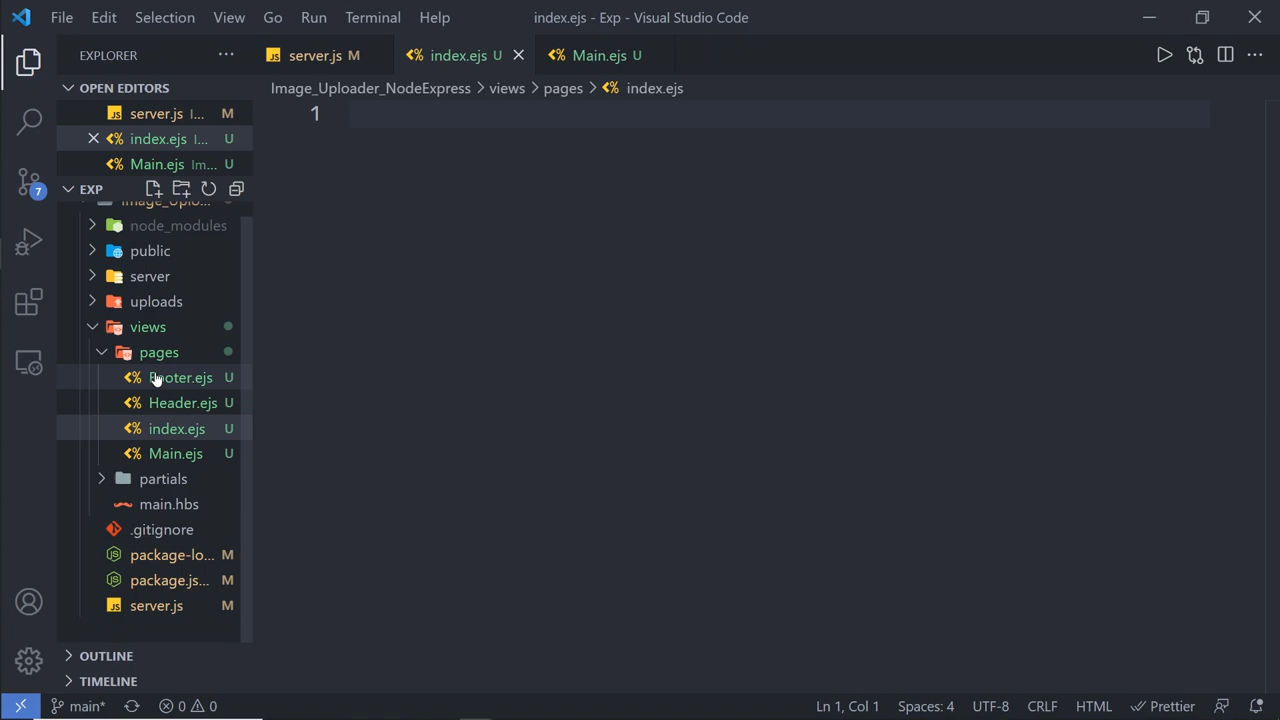 File Edit Selection View Go Run Terminal Help index.ejs - Exp - Visual Studio Code
EXPLORER
server.js M index.ejs U Main.ejs U
OPEN EDITORS
server.js I... M
index.ejs I... U
Main.ejs Im... U
Image_Uploader_NodeExpress > views > pages > index.ejs
1
EXP
node_modules
public
server
uploads
views
pages
Footer.ejs U
Header.ejs U
index.ejs U
Main.ejs U
partials
main.hbs
.gitignore
package-lo... M
package.js... M
server.js M
OUTLINE
TIMELINE
7
main* 0 0 Ln 1, Col 1 Spaces: 4 UTF-8 CRLF HTML Prettier